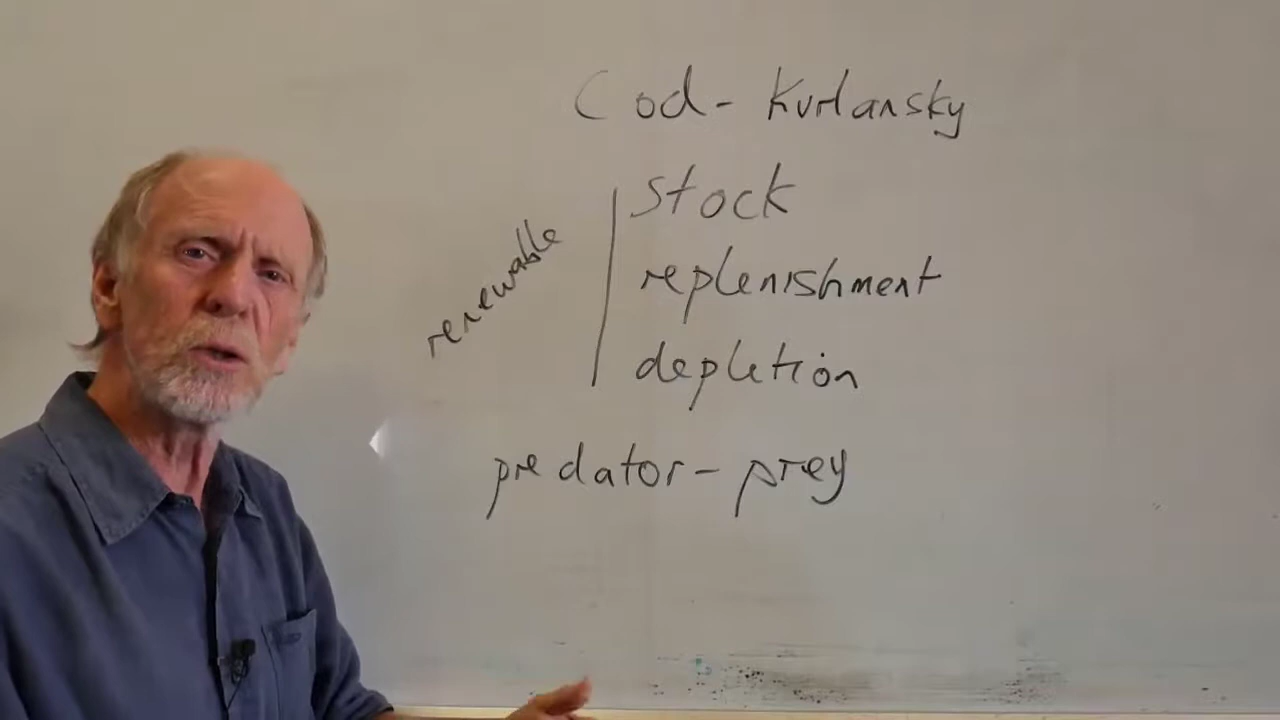 Cod - Kurlansky
stock
renewable
replenishment
depletion
predator - prey